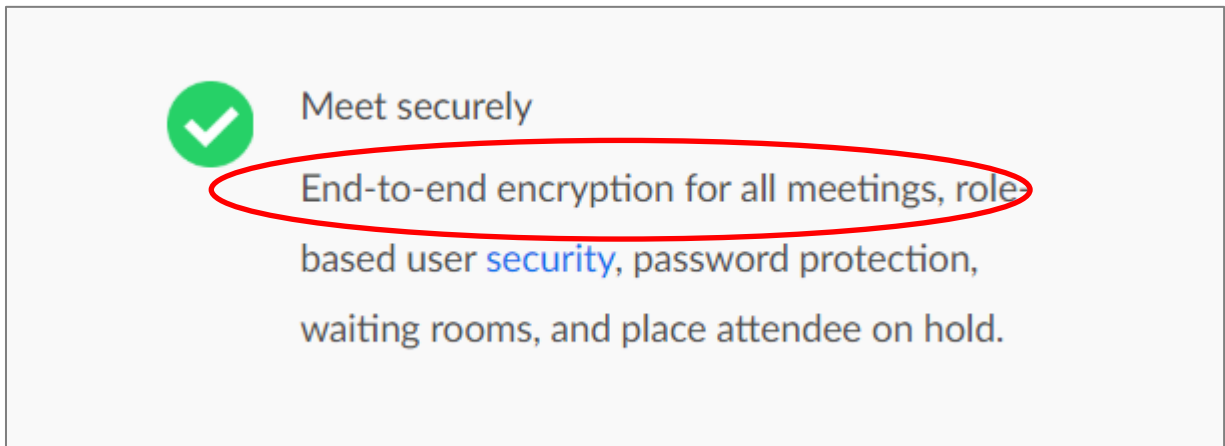 Meet securely
End-to-end encryption for all meetings, role-
based user security, password protection,
waiting rooms, and place attendee on hold.